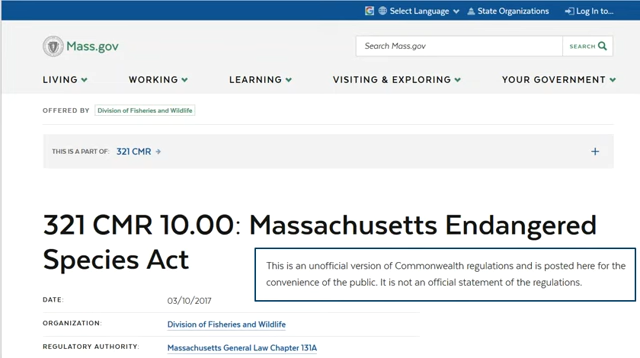 Select Language State Organizations Log In to...
Mass.gov Search Mass.gov SEARCH
LIVING WORKING LEARNING VISITING & EXPLORING YOUR GOVERNMENT
OFFERED BY Division of Fisheries and Wildlife
THIS IS A PART OF: 321 CMR
321 CMR 10.00: Massachusetts Endangered
Species Act
This is an unofficial version of Commonwealth regulations and is posted here for the
convenience of the public. It is not an official statement of the regulations.
DATE: 03/10/2017
ORGANIZATION: Division of Fisheries and Wildlife
REGULATORY AUTHORITY: Massachusetts General Law Chapter 131A